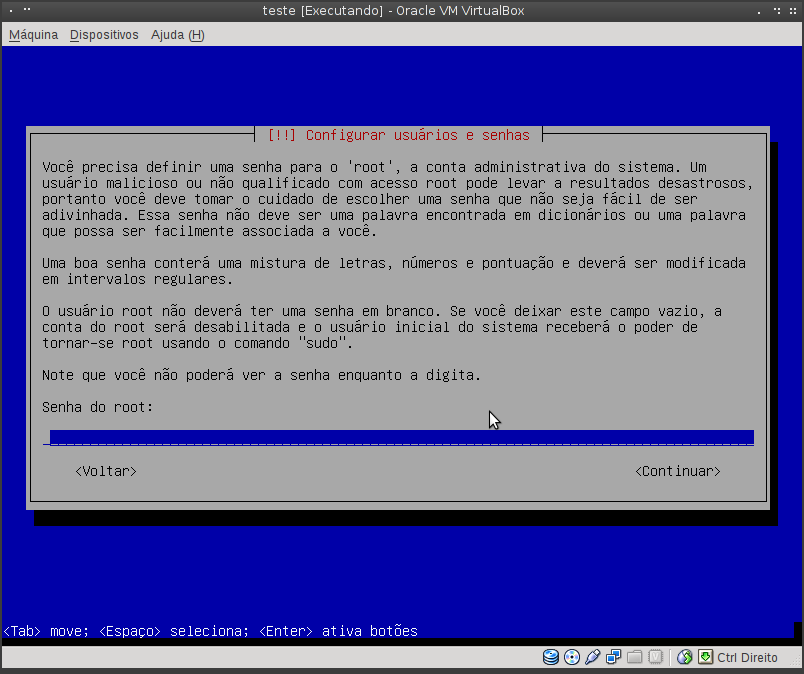 teste [Executando] - Oracle VM VirtualBox
Máquina Dispositivos Ajuda (H)
[!!] Configurar usuários e senhas
Você precisa definir uma senha para o 'root', a conta administrativa do sistema. Um
usuário malicioso ou não qualificado com acesso root pode levar a resultados desastrosos,
portanto você deve tomar o cuidado de escolher uma senha que não seja fácil de ser
adivinhada. Essa senha não deve ser uma palavra encontrada em dicionários ou uma palavra
que possa ser facilmente associada a você.
Uma boa senha conterá uma mistura de letras, números e pontuação e deverá ser modificada
em intervalos regulares.
O usuário root não deverá ter uma senha em branco. Se você deixar este campo vazio, a
conta do root será desabilitada e o usuário inicial do sistema receberá o poder de
tornar-se root usando o comando "sudo".
Note que você não poderá ver a senha enquanto a digita.
Senha do root:
<Voltar> <Continuar>
<Tab> move; <Espaço> seleciona; <Enter> ativa botões
Ctrl Direito